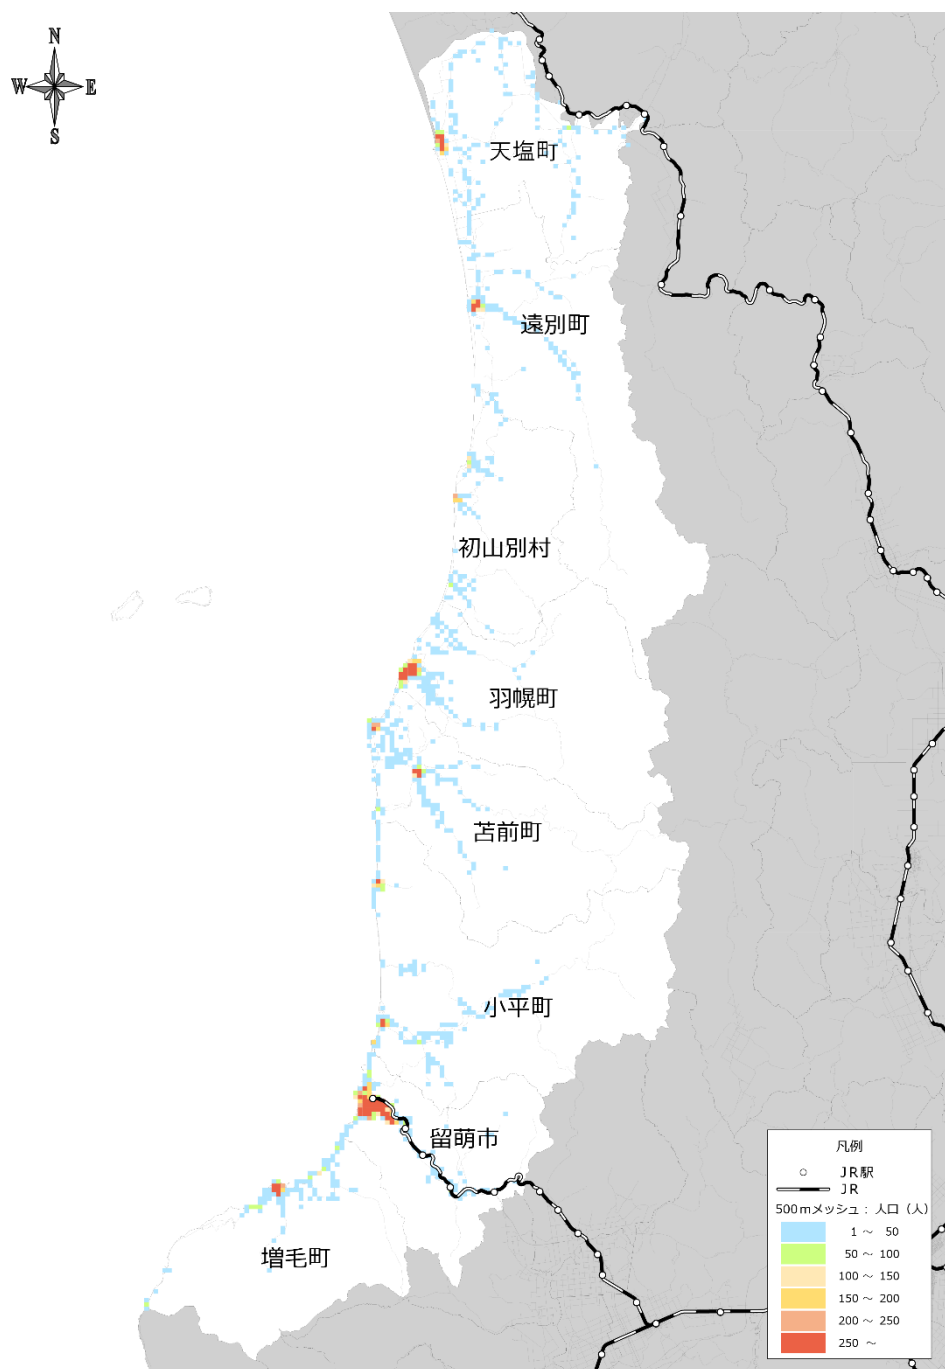 N
W E
S
天塩町
遠別町
初山別村
羽幌町
苫前町
小平町
留萌市
増毛町
凡例
JR駅
JR
500mメッシュ：人口（人）
1 ～ 50
50 ～ 100
100 ～ 150
150 ～ 200
200 ～ 250
250 ～